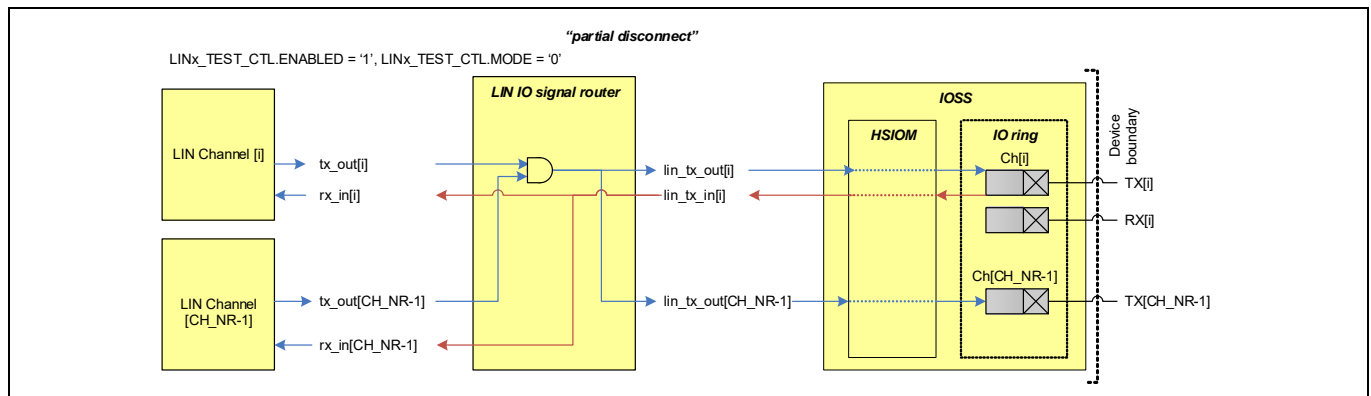 “partial disconnect”
LINx_TEST_CTL.ENABLED = ‘1’, LINx_TEST_CTL.MODE = ‘0’
LIN IO signal router
IOSS
HSIOM
IO ring
Device
boundary
LIN Channel [i]
tx_out[i]
rx_in[i]
lin_tx_out[i]
lin_tx_in[i]
Ch[i]
TX[i]
RX[i]
LIN Channel
[CH_NR-1]
tx_out[CH_NR-1]
rx_in[CH_NR-1]
lin_tx_out[CH_NR-1]
Ch[CH_NR-1]
TX[CH_NR-1]